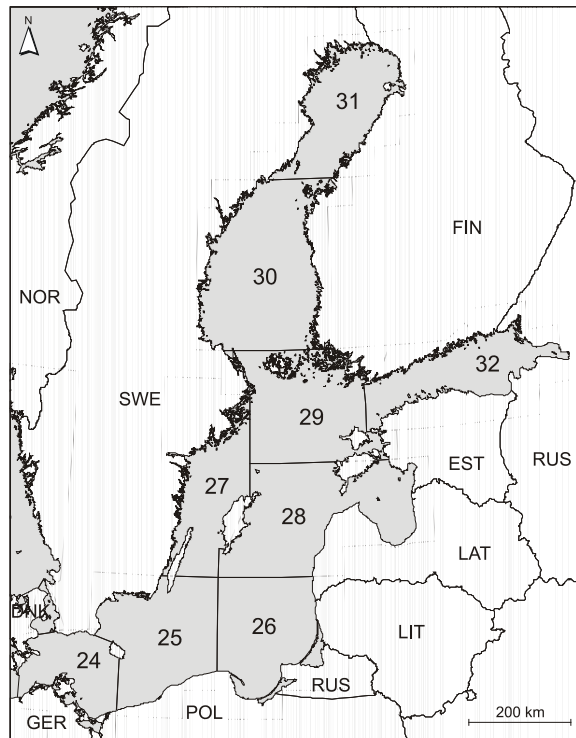 N
31
FIN
30
NOR
32
SWE
29
EST
RUS
27
28
LAT
DNK
25
26
LIT
24
RUS
GER
POL
200 km